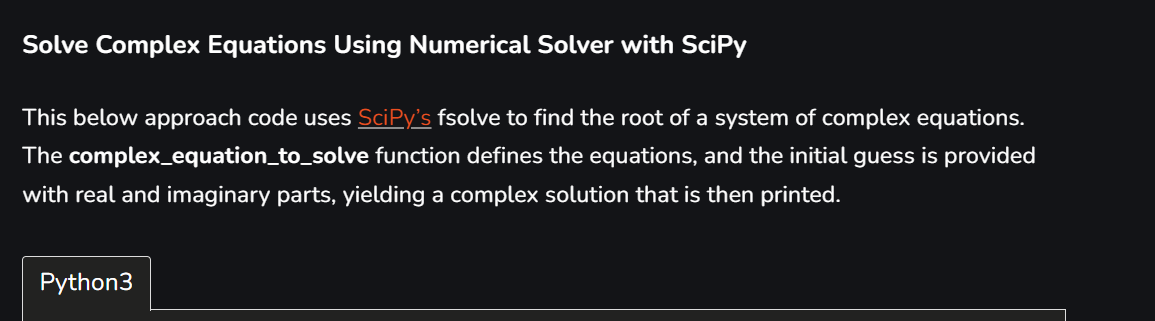 Solve Complex Equations Using Numerical Solver with SciPy
This below approach code uses SciPy’s fsolve to find the root of a system of complex equations.
The complex_equation_to_solve function defines the equations, and the initial guess is provided
with real and imaginary parts, yielding a complex solution that is then printed.
Python3